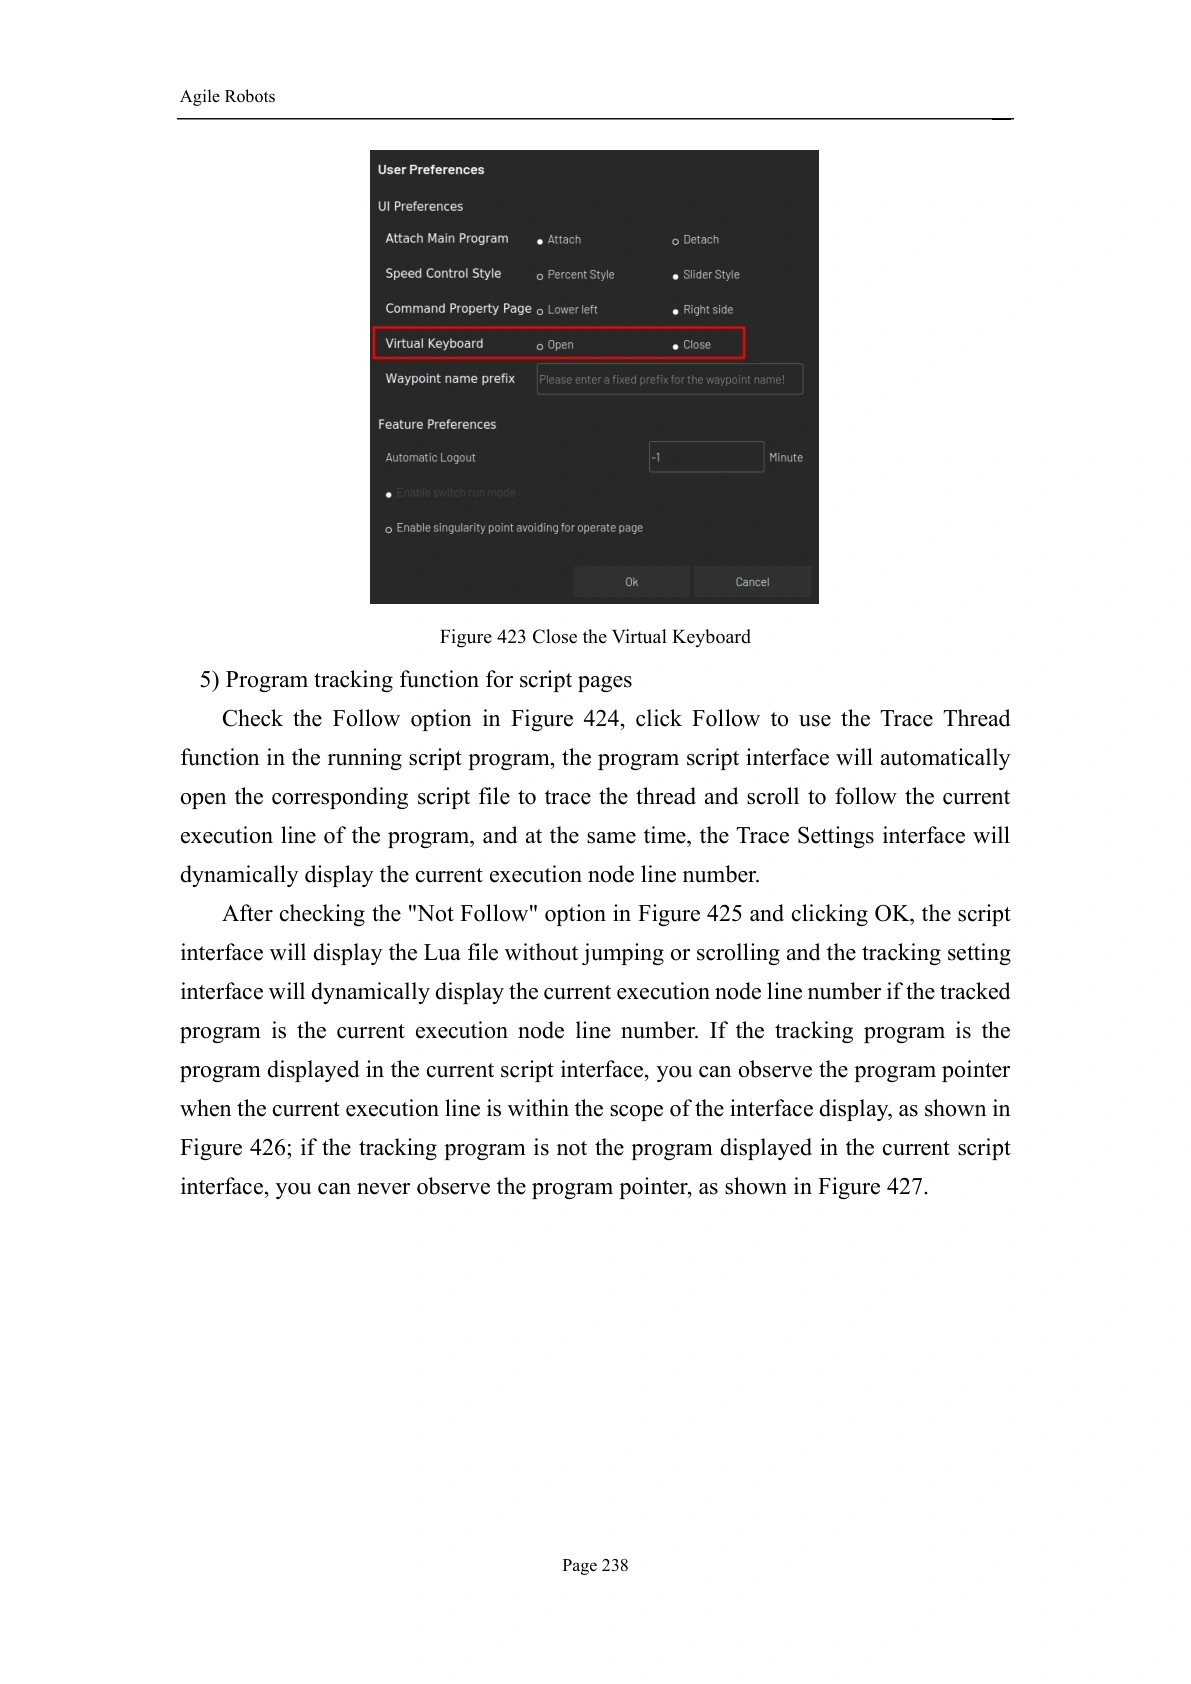 Agile Robots
User Preferences
UI Preferences
Attach Main Program Attach Detach
Speed Control Style Percent Style Slider Style
Command Property Page Lower left Right side
Virtual Keyboard Open Close
Waypoint name prefix Please enter a fixed prefix for the waypoint name!
Feature Preferences
Automatic Logout -1 Minute
Enable switch run mode
Enable singularity point avoiding for operate page
Ok Cancel
Figure 423 Close the Virtual Keyboard
5) Program tracking function for script pages
Check the Follow option in Figure 424, click Follow to use the Trace Thread
function in the running script program, the program script interface will automatically
open the corresponding script file to trace the thread and scroll to follow the current
execution line of the program, and at the same time, the Trace Settings interface will
dynamically display the current execution node line number.
After checking the "Not Follow" option in Figure 425 and clicking OK, the script
interface will display the Lua file without jumping or scrolling and the tracking setting
interface will dynamically display the current execution node line number if the tracked
program is the current execution node line number. If the tracking program is the
program displayed in the current script interface, you can observe the program pointer
when the current execution line is within the scope of the interface display, as shown in
Figure 426; if the tracking program is not the program displayed in the current script
interface, you can never observe the program pointer, as shown in Figure 427.
Page 238